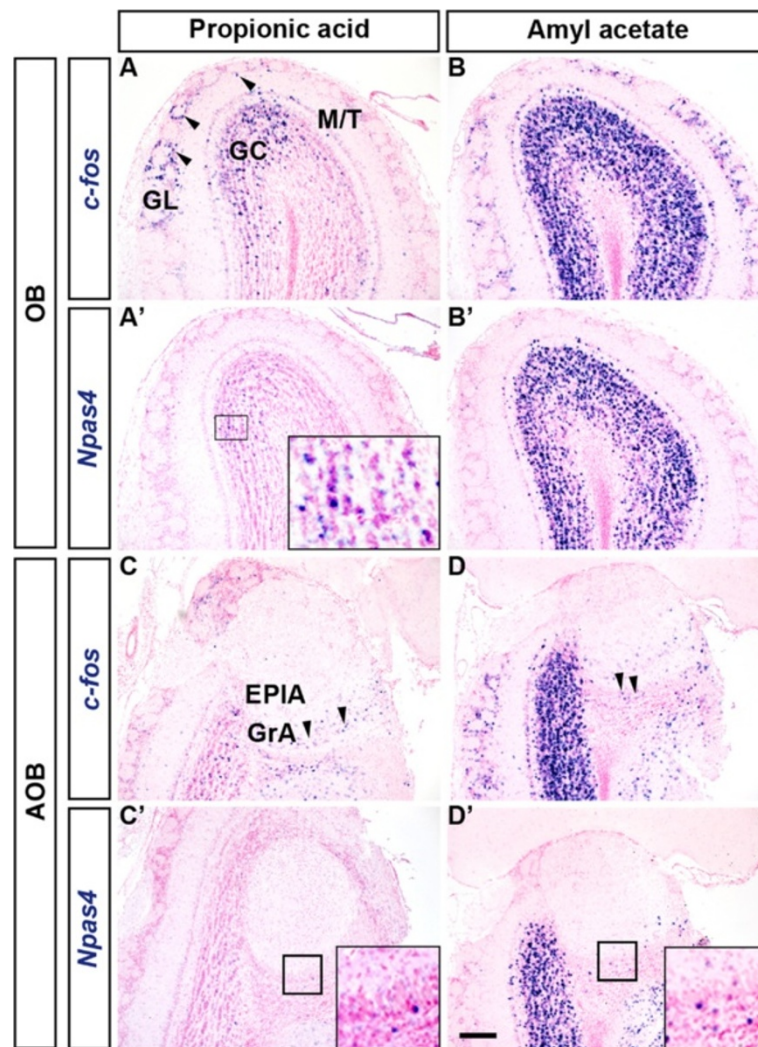 Propionic acid
Amyl acetate
OB
c-fos
A
M/T
GC
GL
B
Npas4
A'
B'
AOB
c-fos
C
EPlA
GrA
D
Npas4
C'
D'